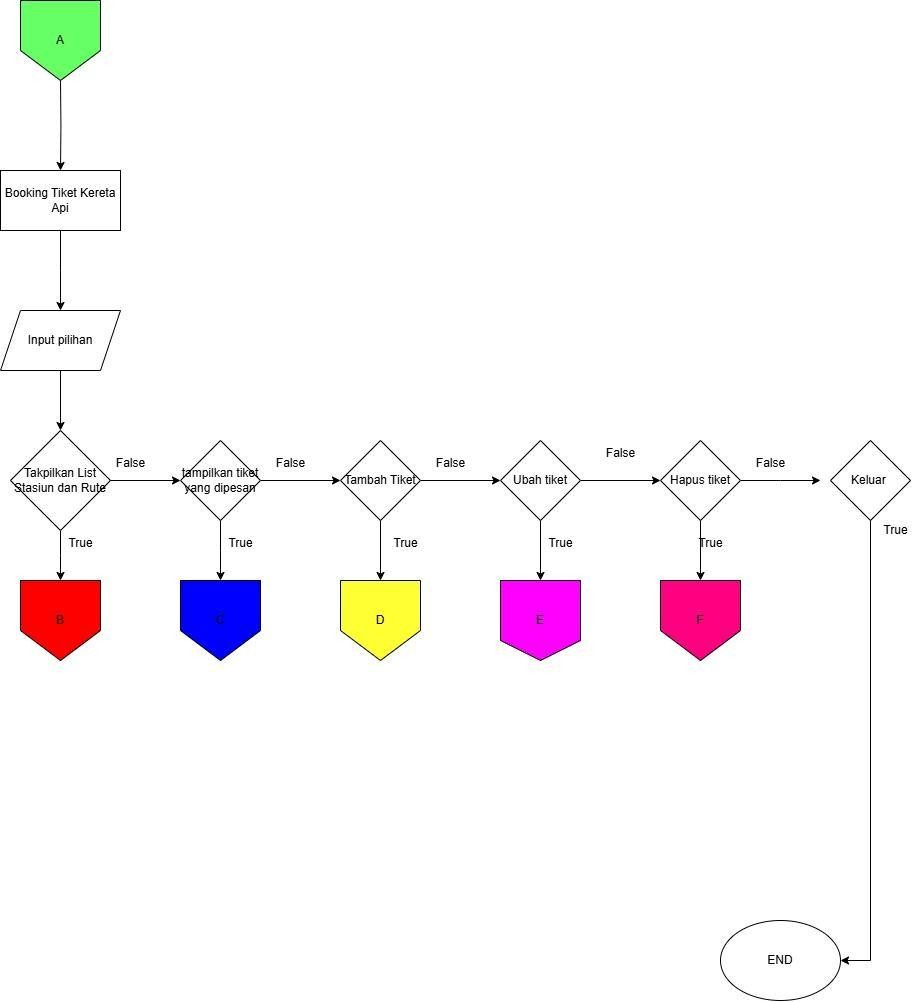 A
Booking Tiket Kereta
Api
Input pilihan
Takpilkan List
Stasiun dan Rute
False
tampilkan tiket
yang dipesan
False
Tambah Tiket
False
Ubah tiket
False
Hapus tiket
False
Keluar
True
True
True
True
True
True
B
C
D
E
F
END